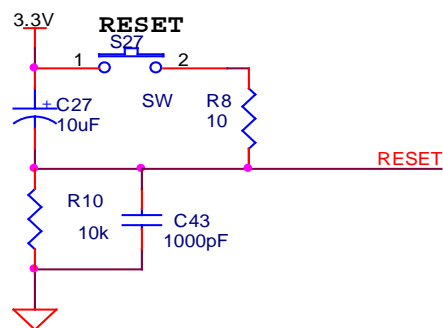 3.3V
RESET
S27
1 2
SW
+ C27
10uF
R8
10
RESET
R10
10k
C43
1000pF